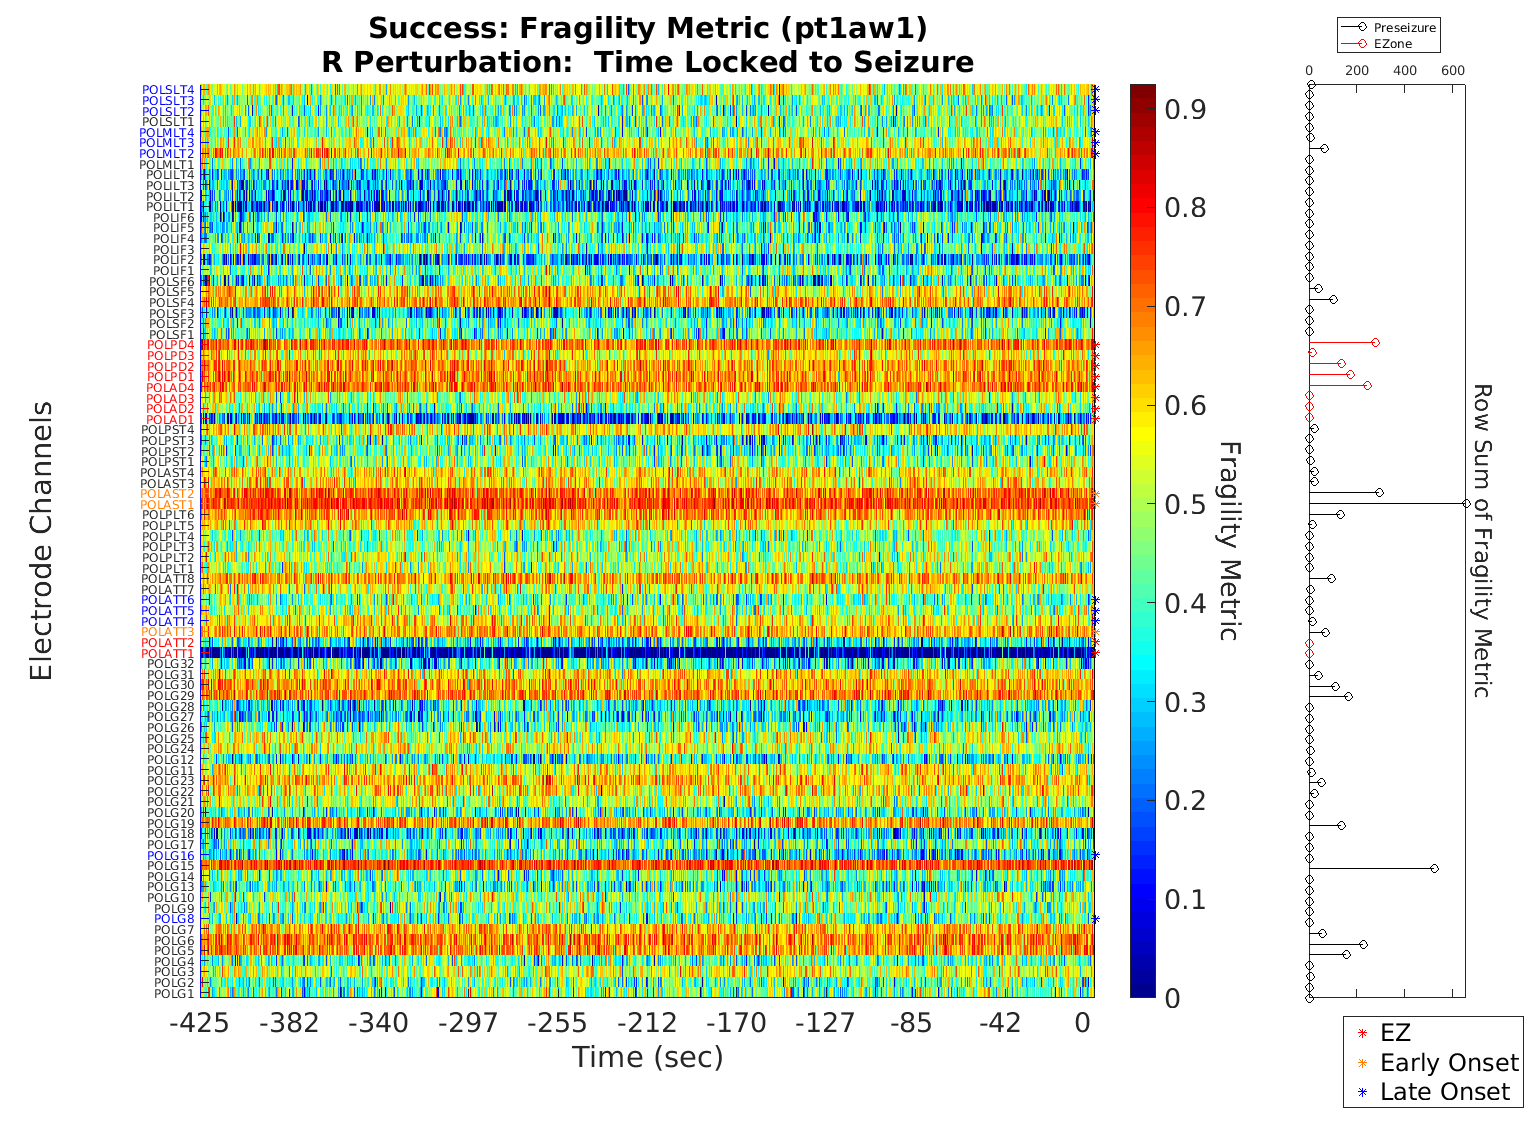 Success: Fragility Metric (pt1aw1)
R Perturbation:  Time Locked to Seizure
Electrode Channels
POLSLT4
POLSLT3
POLSLT2
POLSLT1
POLMLT4
POLMLT3
POLMLT2
POLMLT1
POLILT4
POLILT3
POLILT2
POLILT1
POLIF6
POLIF5
POLIF4
POLIF3
POLIF2
POLIF1
POLSF6
POLSF5
POLSF4
POLSF3
POLSF2
POLSF1
POLPD4
POLPD3
POLPD2
POLPD1
POLAD4
POLAD3
POLAD2
POLAD1
POLPST4
POLPST3
POLPST2
POLPST1
POLAST4
POLAST3
POLAST2
POLAST1
POLPLT6
POLPLT5
POLPLT4
POLPLT3
POLPLT2
POLPLT1
POLATT8
POLATT7
POLATT6
POLATT5
POLATT4
POLATT3
POLATT2
POLATT1
POLG32
POLG31
POLG30
POLG29
POLG28
POLG27
POLG26
POLG25
POLG24
POLG12
POLG11
POLG23
POLG22
POLG21
POLG20
POLG19
POLG18
POLG17
POLG16
POLG15
POLG14
POLG13
POLG10
POLG9
POLG8
POLG7
POLG6
POLG5
POLG4
POLG3
POLG2
POLG1
-425 -382 -340 -297 -255 -212 -170 -127 -85 -42 0
Time (sec)
0.9
0.8
0.7
0.6
0.5
0.4
0.3
0.2
0.1
0
Fragility Metric
Preseizure
EZone
0 200 400 600
Row Sum of Fragility Metric
EZ
Early Onset
Late Onset